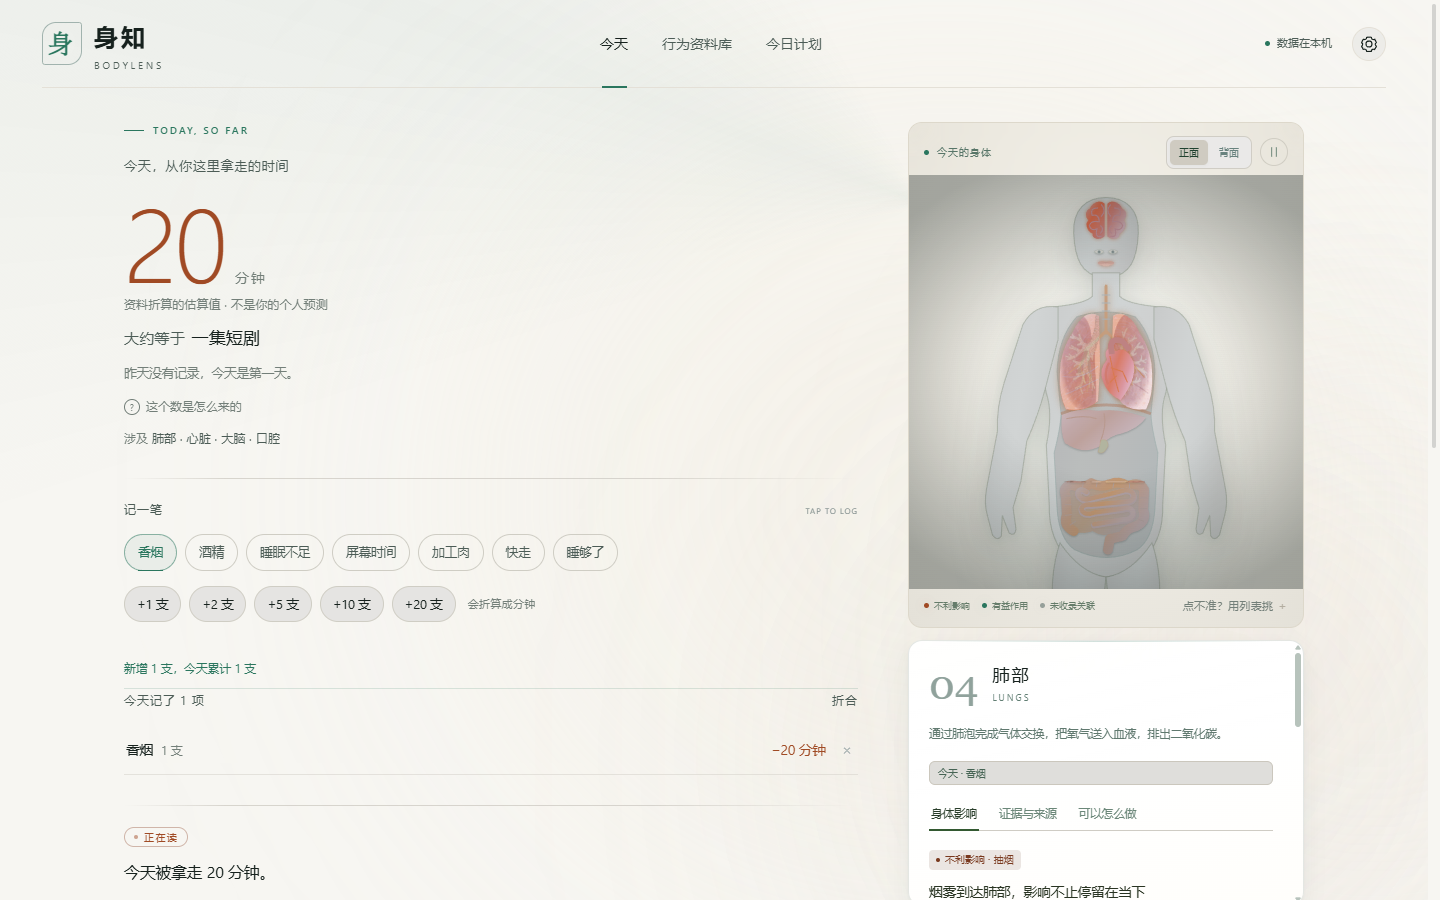 身 身知
BODYLENS
今天 行为资料库 今日计划
数据在本机
TODAY, SO FAR
今天，从你这里拿走的时间
20 分钟
资料折算的估算值 · 不是你的个人预测
大约等于 一集短剧
昨天没有记录，今天是第一天。
? 这个数是怎么来的
涉及 肺部 · 心脏 · 大脑 · 口腔
记一笔 TAP TO LOG
香烟 酒精 睡眠不足 屏幕时间 加工肉 快走 睡够了
+1 支 +2 支 +5 支 +10 支 +20 支 会折算成分钟
新增 1 支，今天累计 1 支
今天记了 1 项 折合
香烟 1 支 −20 分钟 ×
正在读
今天被拿走 20 分钟。
今天的身体 正面 背面
不利影响 有益作用 未收录关联 点不准？用列表挑 +
04 肺部
LUNGS
通过肺泡完成气体交换，把氧气送入血液，排出二氧化碳。
今天 · 香烟
身体影响 证据与来源 可以怎么做
不利影响 · 抽烟
烟雾到达肺部，影响不止停留在当下